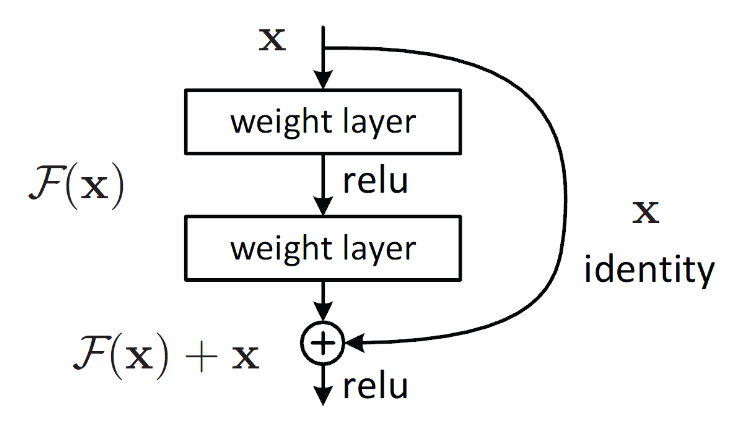 x
weight layer
relu
F(x)
x
weight layer
identity
F(x) + x
+
relu